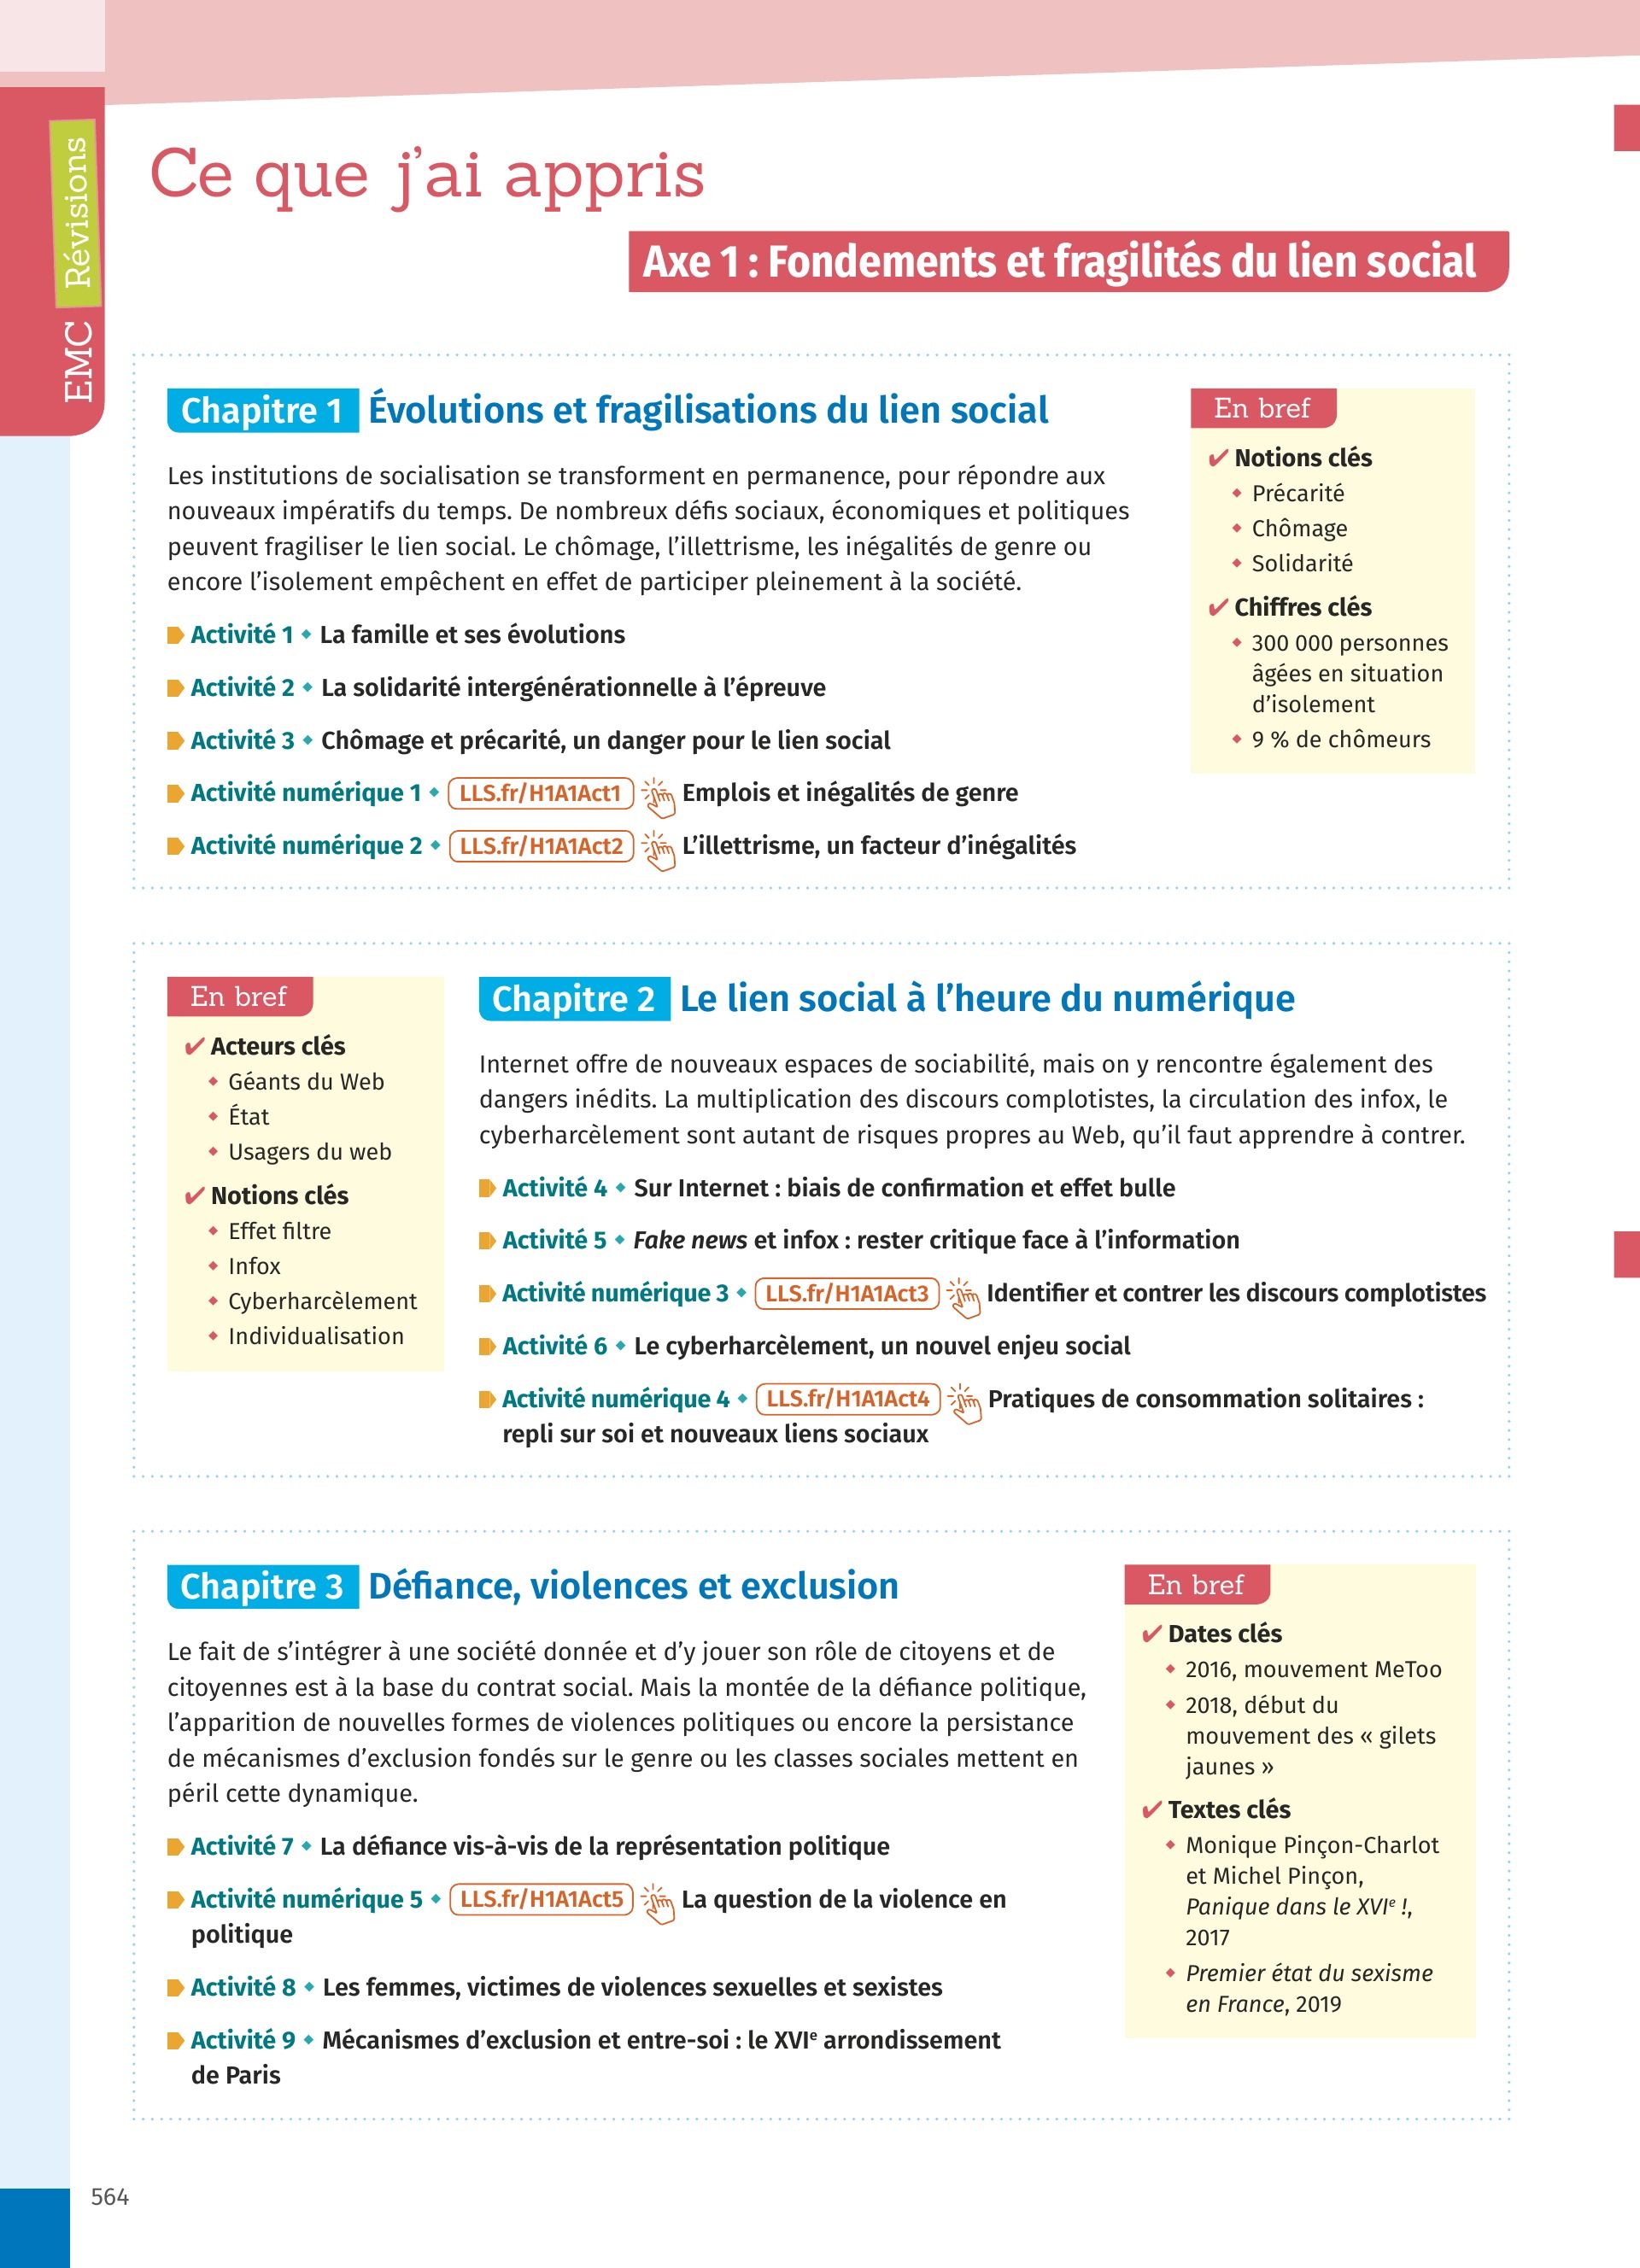 EMC Révisions
Ce que j’ai appris
Axe 1 : Fondements et fragilités du lien social
Chapitre 1 Évolutions et fragilisations du lien social
Les institutions de socialisation se transforment en permanence, pour répondre aux
nouveaux impératifs du temps. De nombreux défis sociaux, économiques et politiques
peuvent fragiliser le lien social. Le chômage, l’illettrisme, les inégalités de genre ou
encore l’isolement empêchent en effet de participer pleinement à la société.
Activité 1 • La famille et ses évolutions
Activité 2 • La solidarité intergénérationnelle à l’épreuve
Activité 3 • Chômage et précarité, un danger pour le lien social
Activité numérique 1 • LLS.fr/H1A1Act1 Emplois et inégalités de genre
Activité numérique 2 • LLS.fr/H1A1Act2 L’illettrisme, un facteur d’inégalités
En bref
✔ Notions clés
• Précarité
• Chômage
• Solidarité
✔ Chiffres clés
• 300 000 personnes
âgées en situation
d’isolement
• 9 % de chômeurs
En bref
✔ Acteurs clés
• Géants du Web
• État
• Usagers du web
✔ Notions clés
• Effet filtre
• Infox
• Cyberharcèlement
• Individualisation
Chapitre 2 Le lien social à l’heure du numérique
Internet offre de nouveaux espaces de sociabilité, mais on y rencontre également des
dangers inédits. La multiplication des discours complotistes, la circulation des infox, le
cyberharcèlement sont autant de risques propres au Web, qu’il faut apprendre à contrer.
Activité 4 • Sur Internet : biais de confirmation et effet bulle
Activité 5 • Fake news et infox : rester critique face à l’information
Activité numérique 3 • LLS.fr/H1A1Act3 Identifier et contrer les discours complotistes
Activité 6 • Le cyberharcèlement, un nouvel enjeu social
Activité numérique 4 • LLS.fr/H1A1Act4 Pratiques de consommation solitaires :
repli sur soi et nouveaux liens sociaux
Chapitre 3 Défiance, violences et exclusion
Le fait de s’intégrer à une société donnée et d’y jouer son rôle de citoyens et de
citoyennes est à la base du contrat social. Mais la montée de la défiance politique,
l’apparition de nouvelles formes de violences politiques ou encore la persistance
de mécanismes d’exclusion fondés sur le genre ou les classes sociales mettent en
péril cette dynamique.
Activité 7 • La défiance vis-à-vis de la représentation politique
Activité numérique 5 • LLS.fr/H1A1Act5 La question de la violence en
politique
Activité 8 • Les femmes, victimes de violences sexuelles et sexistes
Activité 9 • Mécanismes d’exclusion et entre-soi : le XVIe arrondissement
de Paris
En bref
✔ Dates clés
• 2016, mouvement MeToo
• 2018, début du
mouvement des « gilets
jaunes »
✔ Textes clés
• Monique Pinçon-Charlot
et Michel Pinçon,
Panique dans le XVIe !,
2017
• Premier état du sexisme
en France, 2019
564